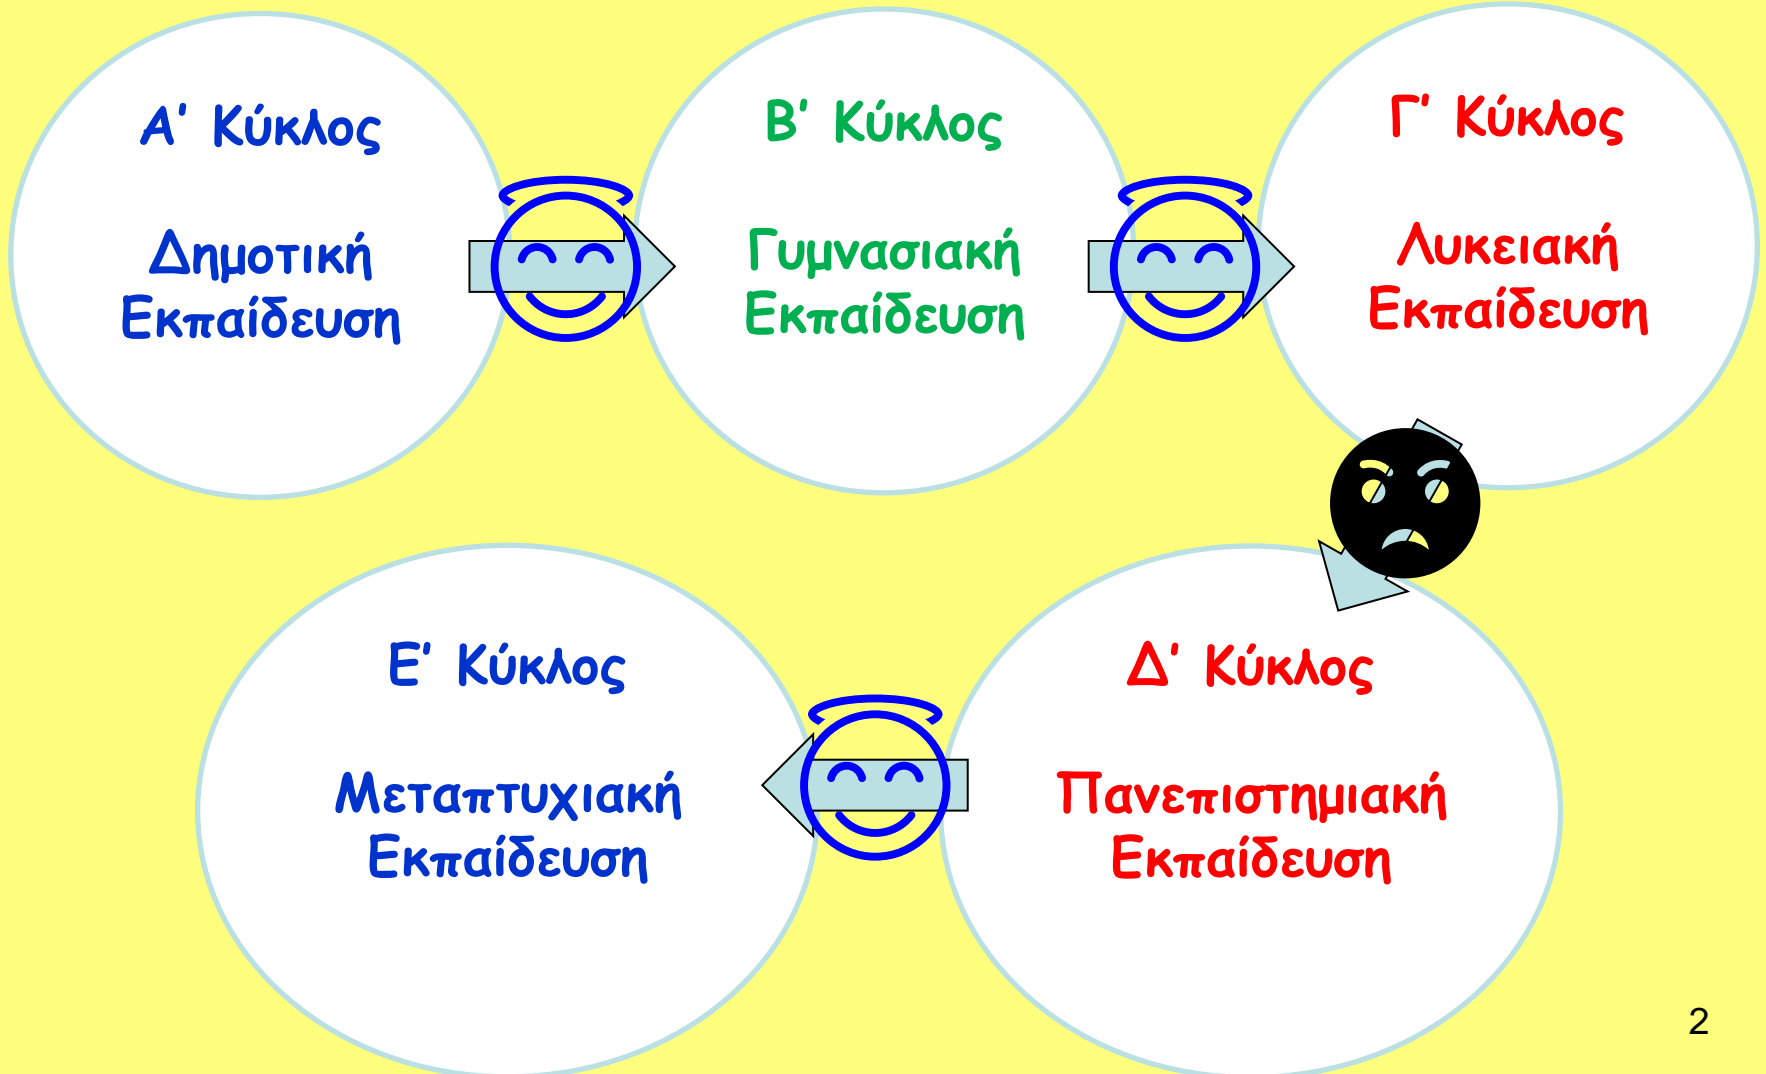 Α' Κύκλος
Δημοτική
Εκπαίδευση
Β' Κύκλος
Γυμνασιακή
Εκπαίδευση
Γ' Κύκλος
Λυκειακή
Εκπαίδευση
Ε' Κύκλος
Μεταπτυχιακή
Εκπαίδευση
Δ' Κύκλος
Πανεπιστημιακή
Εκπαίδευση
2